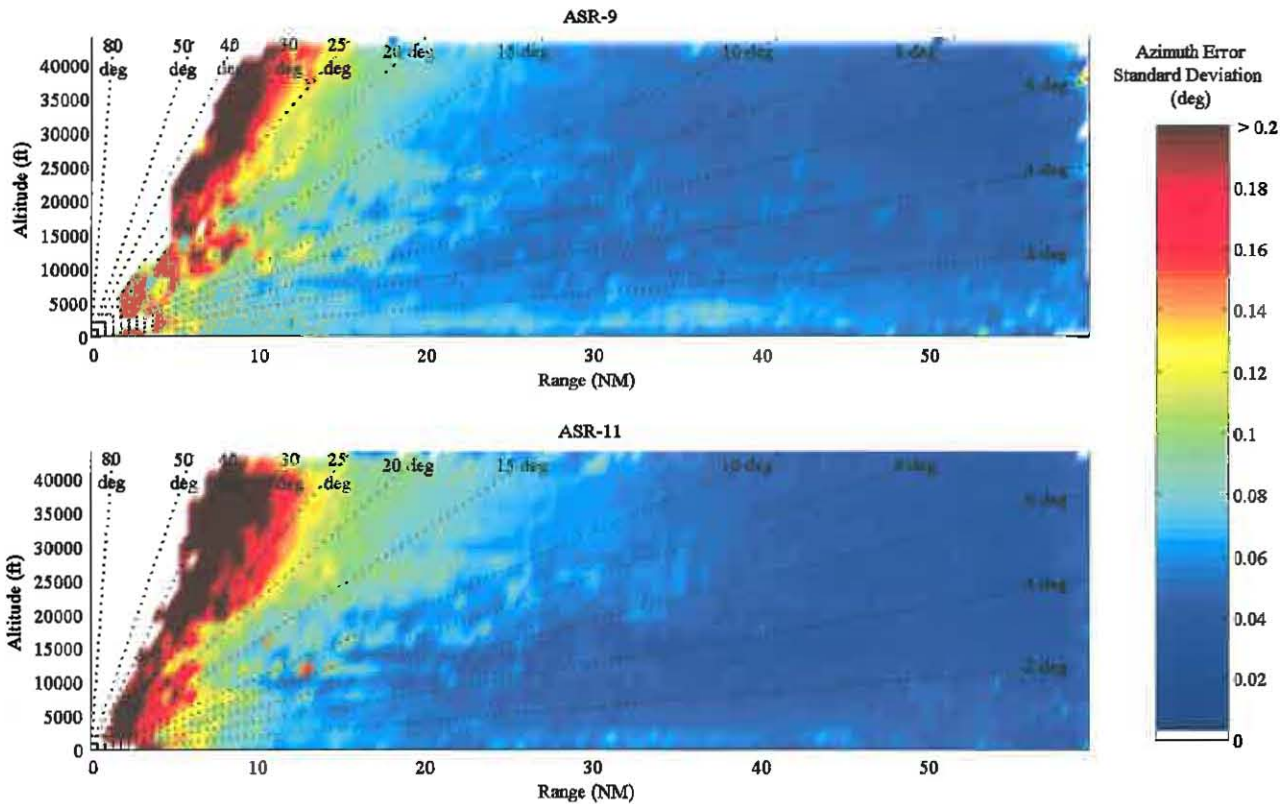 ASR-9
80 50 40 30 25 20 deg 15 deg 10 deg 8 deg
deg deg deg deg deg
6 deg
4 deg
2 deg
40000
35000
30000
25000
20000
15000
10000
5000
0
Altitude (ft)
0 10 20 30 40 50
Range (NM)
Azimuth Error
Standard Deviation
(deg)
> 0.2
0.18
0.16
0.14
0.12
0.1
0.08
0.06
0.04
0.02
0
ASR-11
80 50 40 30 25 20 deg 15 deg 10 deg 8 deg
deg deg deg deg
6 deg
4 deg
2 deg
40000
35000
30000
25000
20000
15000
10000
5000
0
Altitude (ft)
0 10 20 30 40 50
Range (NM)